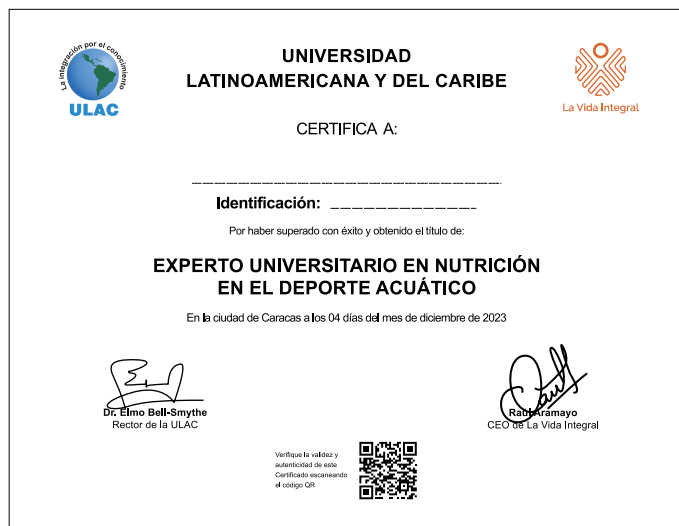 La integración por el conocimiento
ULAC
UNIVERSIDAD
LATINOAMERICANA Y DEL CARIBE
La Vida Integral
CERTIFICA A:
Identificación:
Por haber superado con éxito y obtenido el título de:
EXPERTO UNIVERSITARIO EN NUTRICIÓN
EN EL DEPORTE ACUÁTICO
En la ciudad de Caracas a los 04 días del mes de diciembre de 2023
Dr. Elmo Bell-Smythe
Rector de la ULAC
Raúl Aramayo
CEO de La Vida Integral
Verifique la validez y
autenticidad de este
Certificado escaneando
el código QR